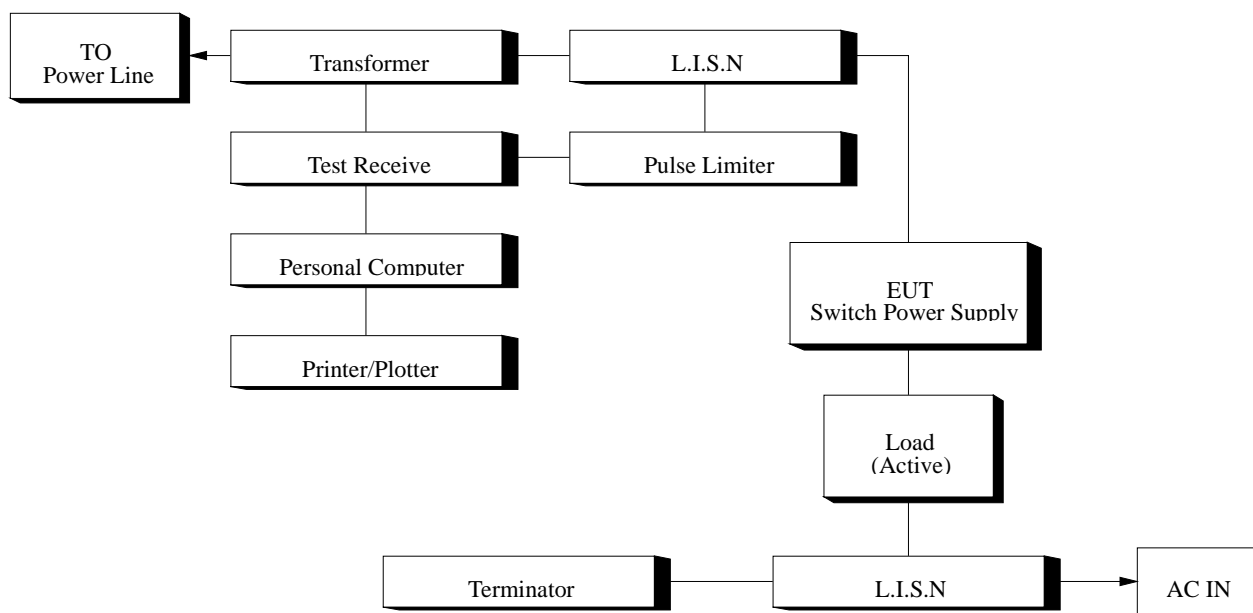 TO
Power Line
Transformer
L.I.S.N
Test Receive
Pulse Limiter
Personal Computer
EUT
Switch Power Supply
Printer/Plotter
Load
(Active)
Terminator
L.I.S.N
AC IN